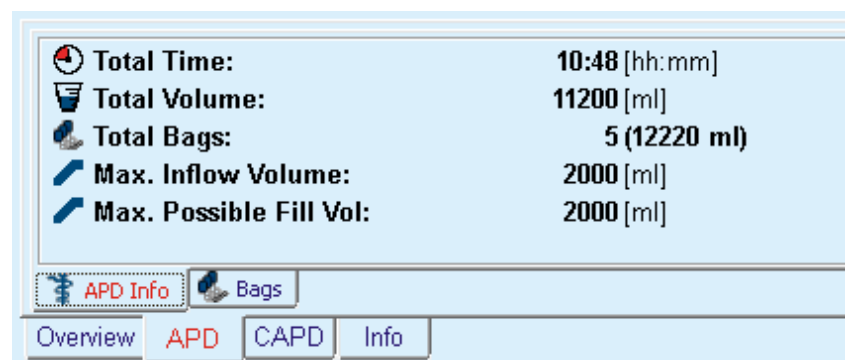 Total Time: 10:48 [hh:mm]
Total Volume: 11200 [ml]
Total Bags: 5 (12220 ml)
Max. Inflow Volume: 2000 [ml]
Max. Possible Fill Vol: 2000 [ml]
APD Info Bags
Overview APD CAPD Info